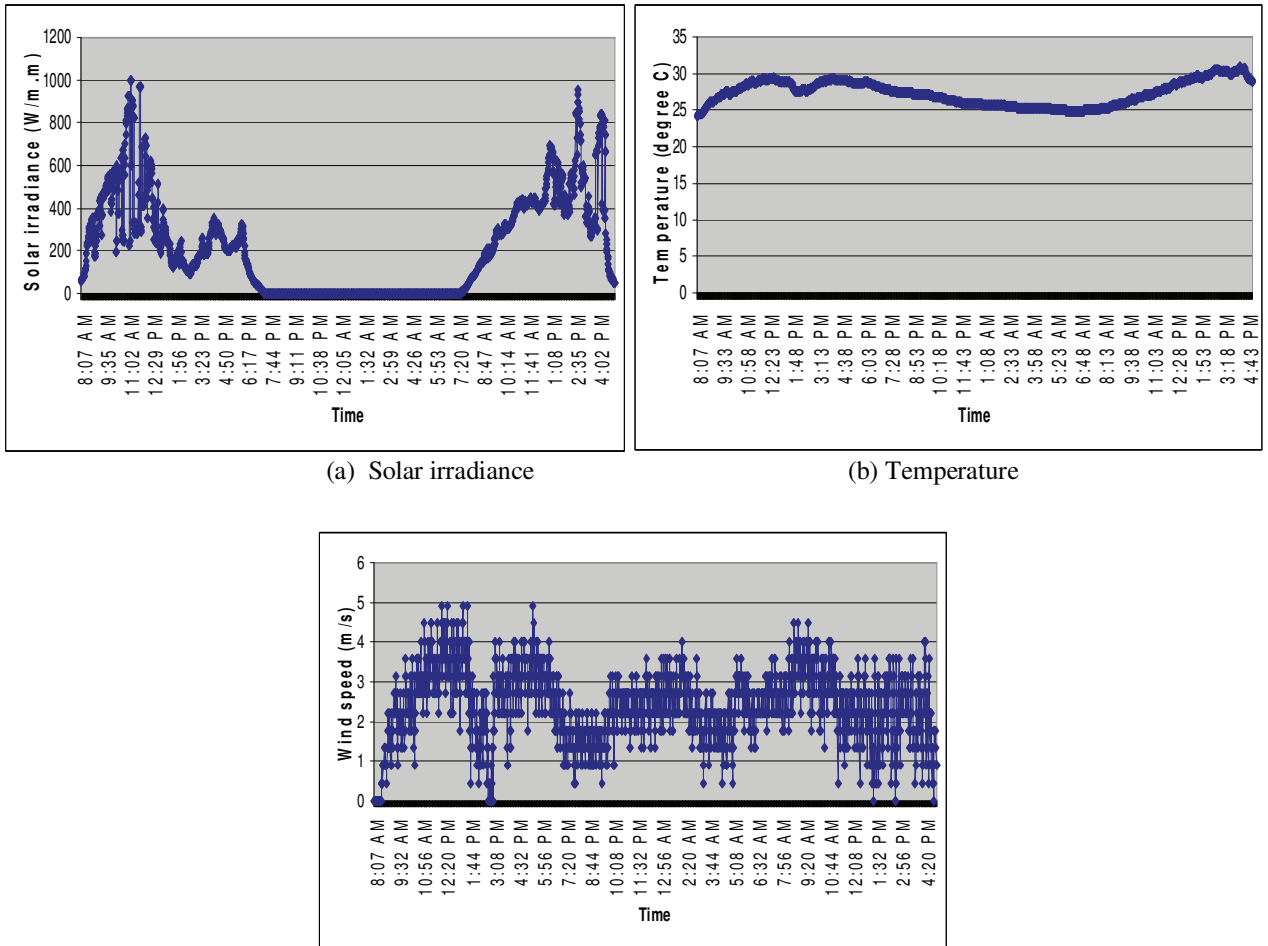 1200
1000
800
600
400
200
0
Solar irradiance (W/m.m)
8:07 AM
9:35 AM
11:02 AM
12:29 PM
1:56 PM
3:23 PM
4:50 PM
6:17 PM
7:44 PM
9:11 PM
10:38 PM
12:05 AM
1:32 AM
2:59 AM
4:26 AM
5:53 AM
7:20 AM
8:47 AM
10:14 AM
11:41 AM
1:08 PM
2:35 PM
4:02 PM
Time
(a) Solar irradiance
35
30
25
20
15
10
5
0
Temperature (degree C)
8:07 AM
9:33 AM
10:58 AM
12:23 PM
1:48 PM
3:13 PM
4:38 PM
6:03 PM
7:28 PM
8:53 PM
10:18 PM
11:43 PM
1:08 AM
2:33 AM
3:58 AM
5:23 AM
6:48 AM
8:13 AM
9:38 AM
11:03 AM
12:28 PM
1:53 PM
3:18 PM
4:43 PM
Time
(b) Temperature
6
5
4
3
2
1
0
Wind speed (m/s)
8:07 AM
9:32 AM
10:56 AM
12:20 PM
1:44 PM
3:08 PM
4:32 PM
5:56 PM
7:20 PM
8:44 PM
10:08 PM
11:32 PM
12:56 AM
2:20 AM
3:44 AM
5:08 AM
6:32 AM
7:56 AM
9:20 AM
10:44 AM
12:08 PM
1:32 PM
2:56 PM
4:20 PM
Time